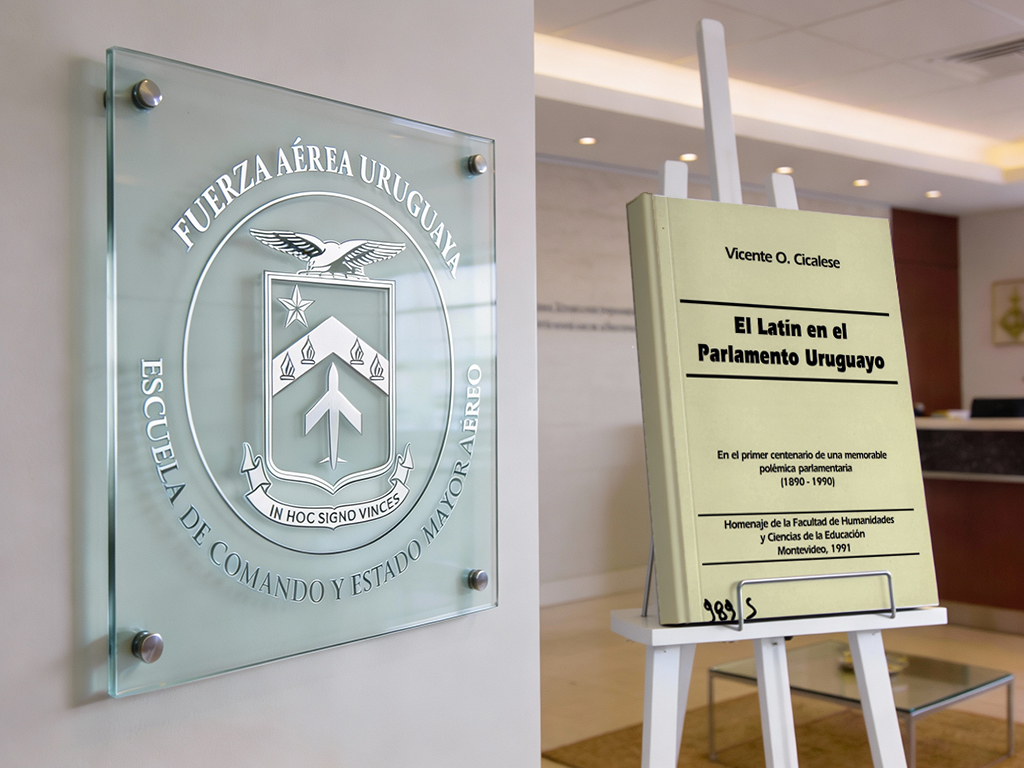 FUERZA AÉREA URUGUAYA
IN HOC SIGNO VINCES
ESCUELA DE COMANDO Y ESTADO MAYOR AÉREO
Vicente O. Cicalese
El Latín en el
Parlamento Uruguayo
En el primer centenario de una memorable
polémica parlamentaria
(1890 - 1990)
Homenaje de la Facultad de Humanidades
y Ciencias de la Educación
Montevideo, 1991
989 S